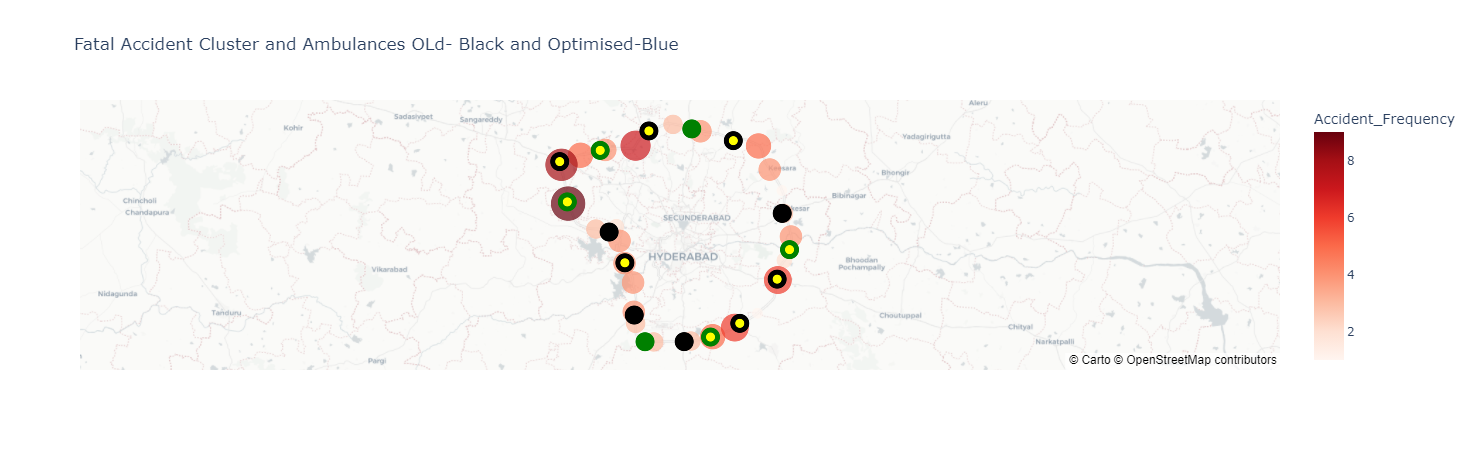 Fatal Accident Cluster and Ambulances OLd- Black and Optimised-Blue
Aleru
Accident_Frequency
Sadasivpet
Sangareddy
Kohir
Yadagirigutta
8
Bhongir
Chincholi
Bibinagar
Chandapura
SECUNDERABAD
6
HYDERABAD
Bhoodan
Pochampally
Vikarabad
4
Nidagunda
Tanduru
Choutuppal
Chityal
2
Narkatpalli
Pargi
© Carto © OpenStreetMap contributors